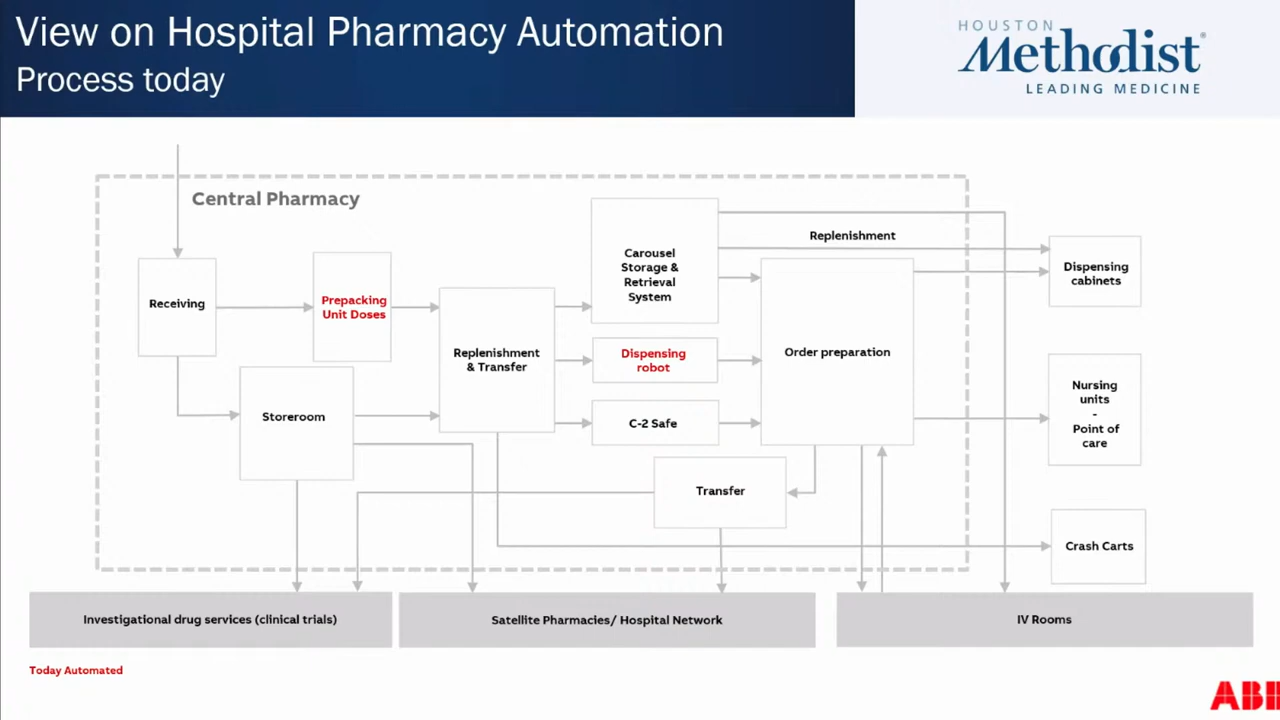 View on Hospital Pharmacy Automation
Process today
HOUSTON
Methodist®
LEADING MEDICINE
Central Pharmacy
Receiving
Prepacking
Unit Doses
Storeroom
Replenishment
& Transfer
Carousel
Storage &
Retrieval
System
Dispensing
robot
C-2 Safe
Transfer
Order preparation
Replenishment
Dispensing
cabinets
Nursing
units
-
Point of
care
Crash Carts
Investigational drug services (clinical trials)
Satellite Pharmacies/ Hospital Network
IV Rooms
Today Automated
ABB